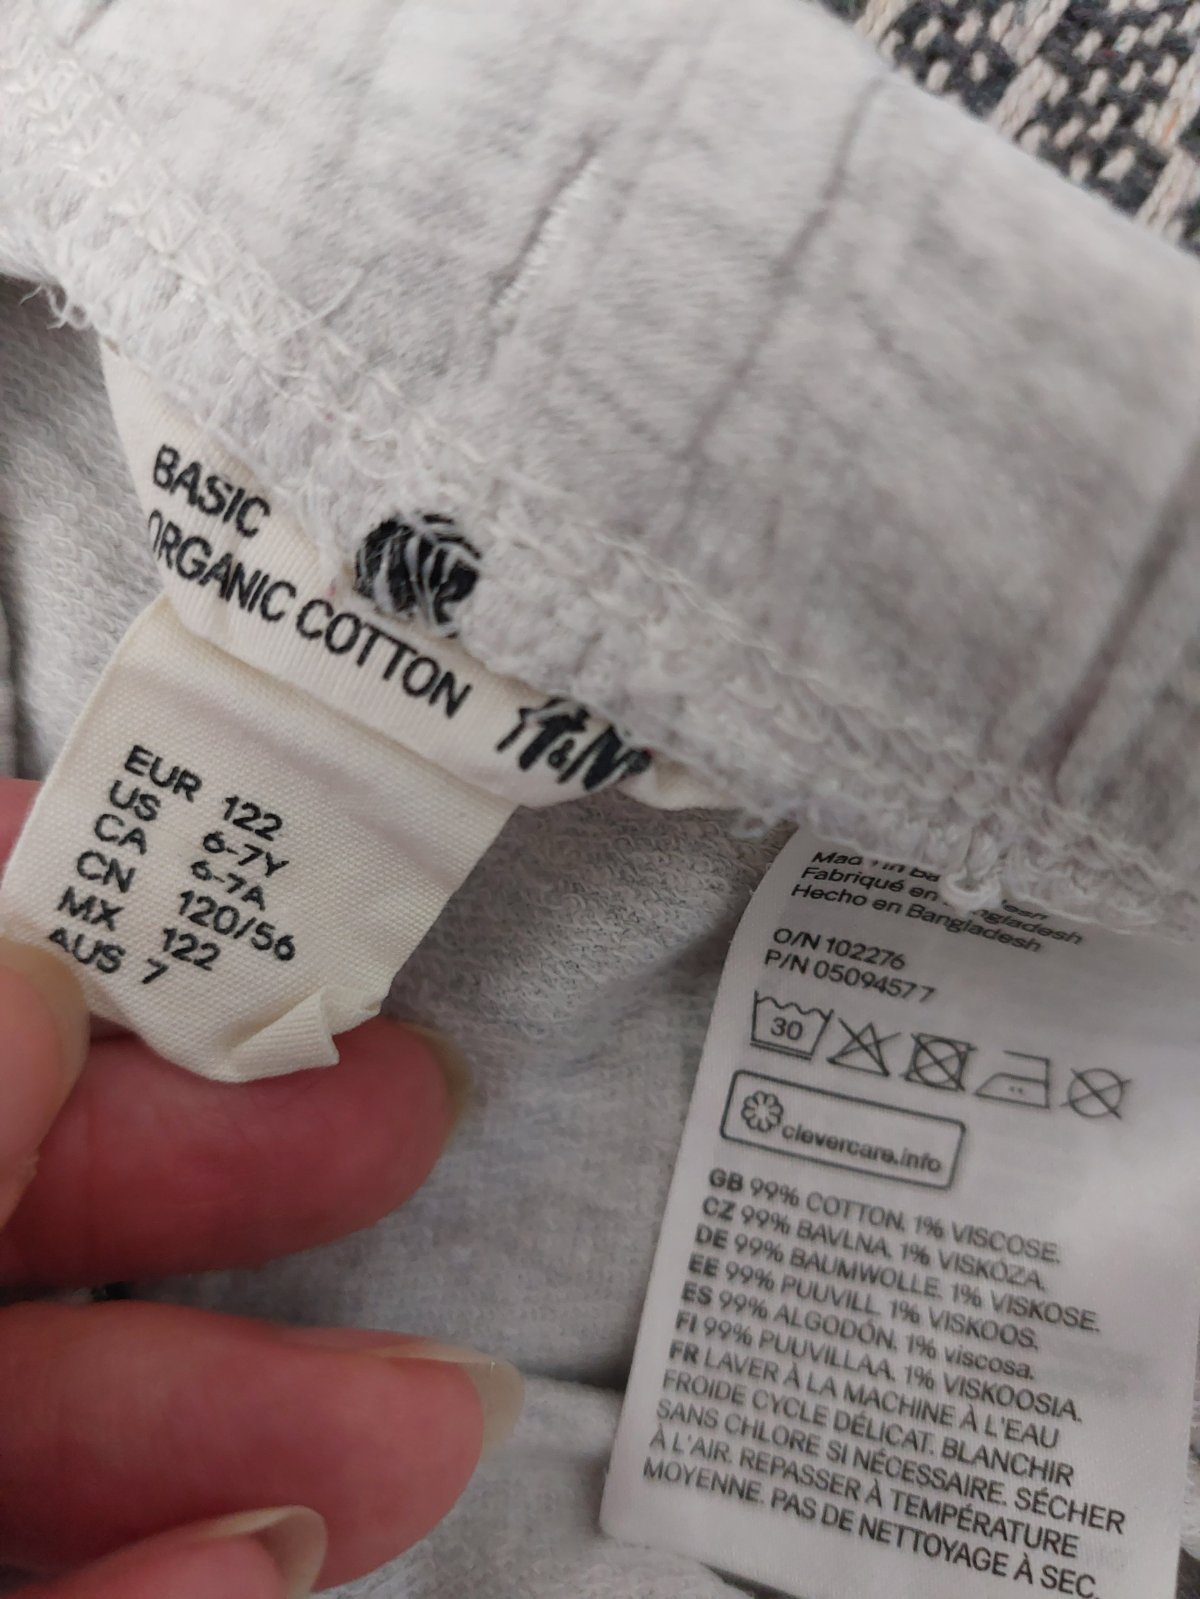 BASIC
ORGANIC COTTON
H&M
EUR 122
US 6-7Y
CA 6-7A
CN 120/56
MX 122
AUS 7
Made in
Fabriqué en Bangladesh
Hecho en Bangladesh
O/N 102276
P/N 05094577
30
clevercare.info
GB 99% COTTON. 1% VISCOSE.
CZ 99% BAVLNA. 1% VISKÓZA.
DE 99% BAUMWOLLE. 1% VISKOSE.
EE 99% PUUVILL. 1% VISKOOS.
ES 99% ALGODÓN. 1% viscosa.
FI 99% PUUVILLAA. 1% VISKOOSIA.
FR LAVER À LA MACHINE À L'EAU
FROIDE CYCLE DÉLICAT. BLANCHIR
SANS CHLORE SI NÉCESSAIRE. SÉCHER
À L'AIR. REPASSER À TEMPÉRATURE
MOYENNE. PAS DE NETTOYAGE À SEC.